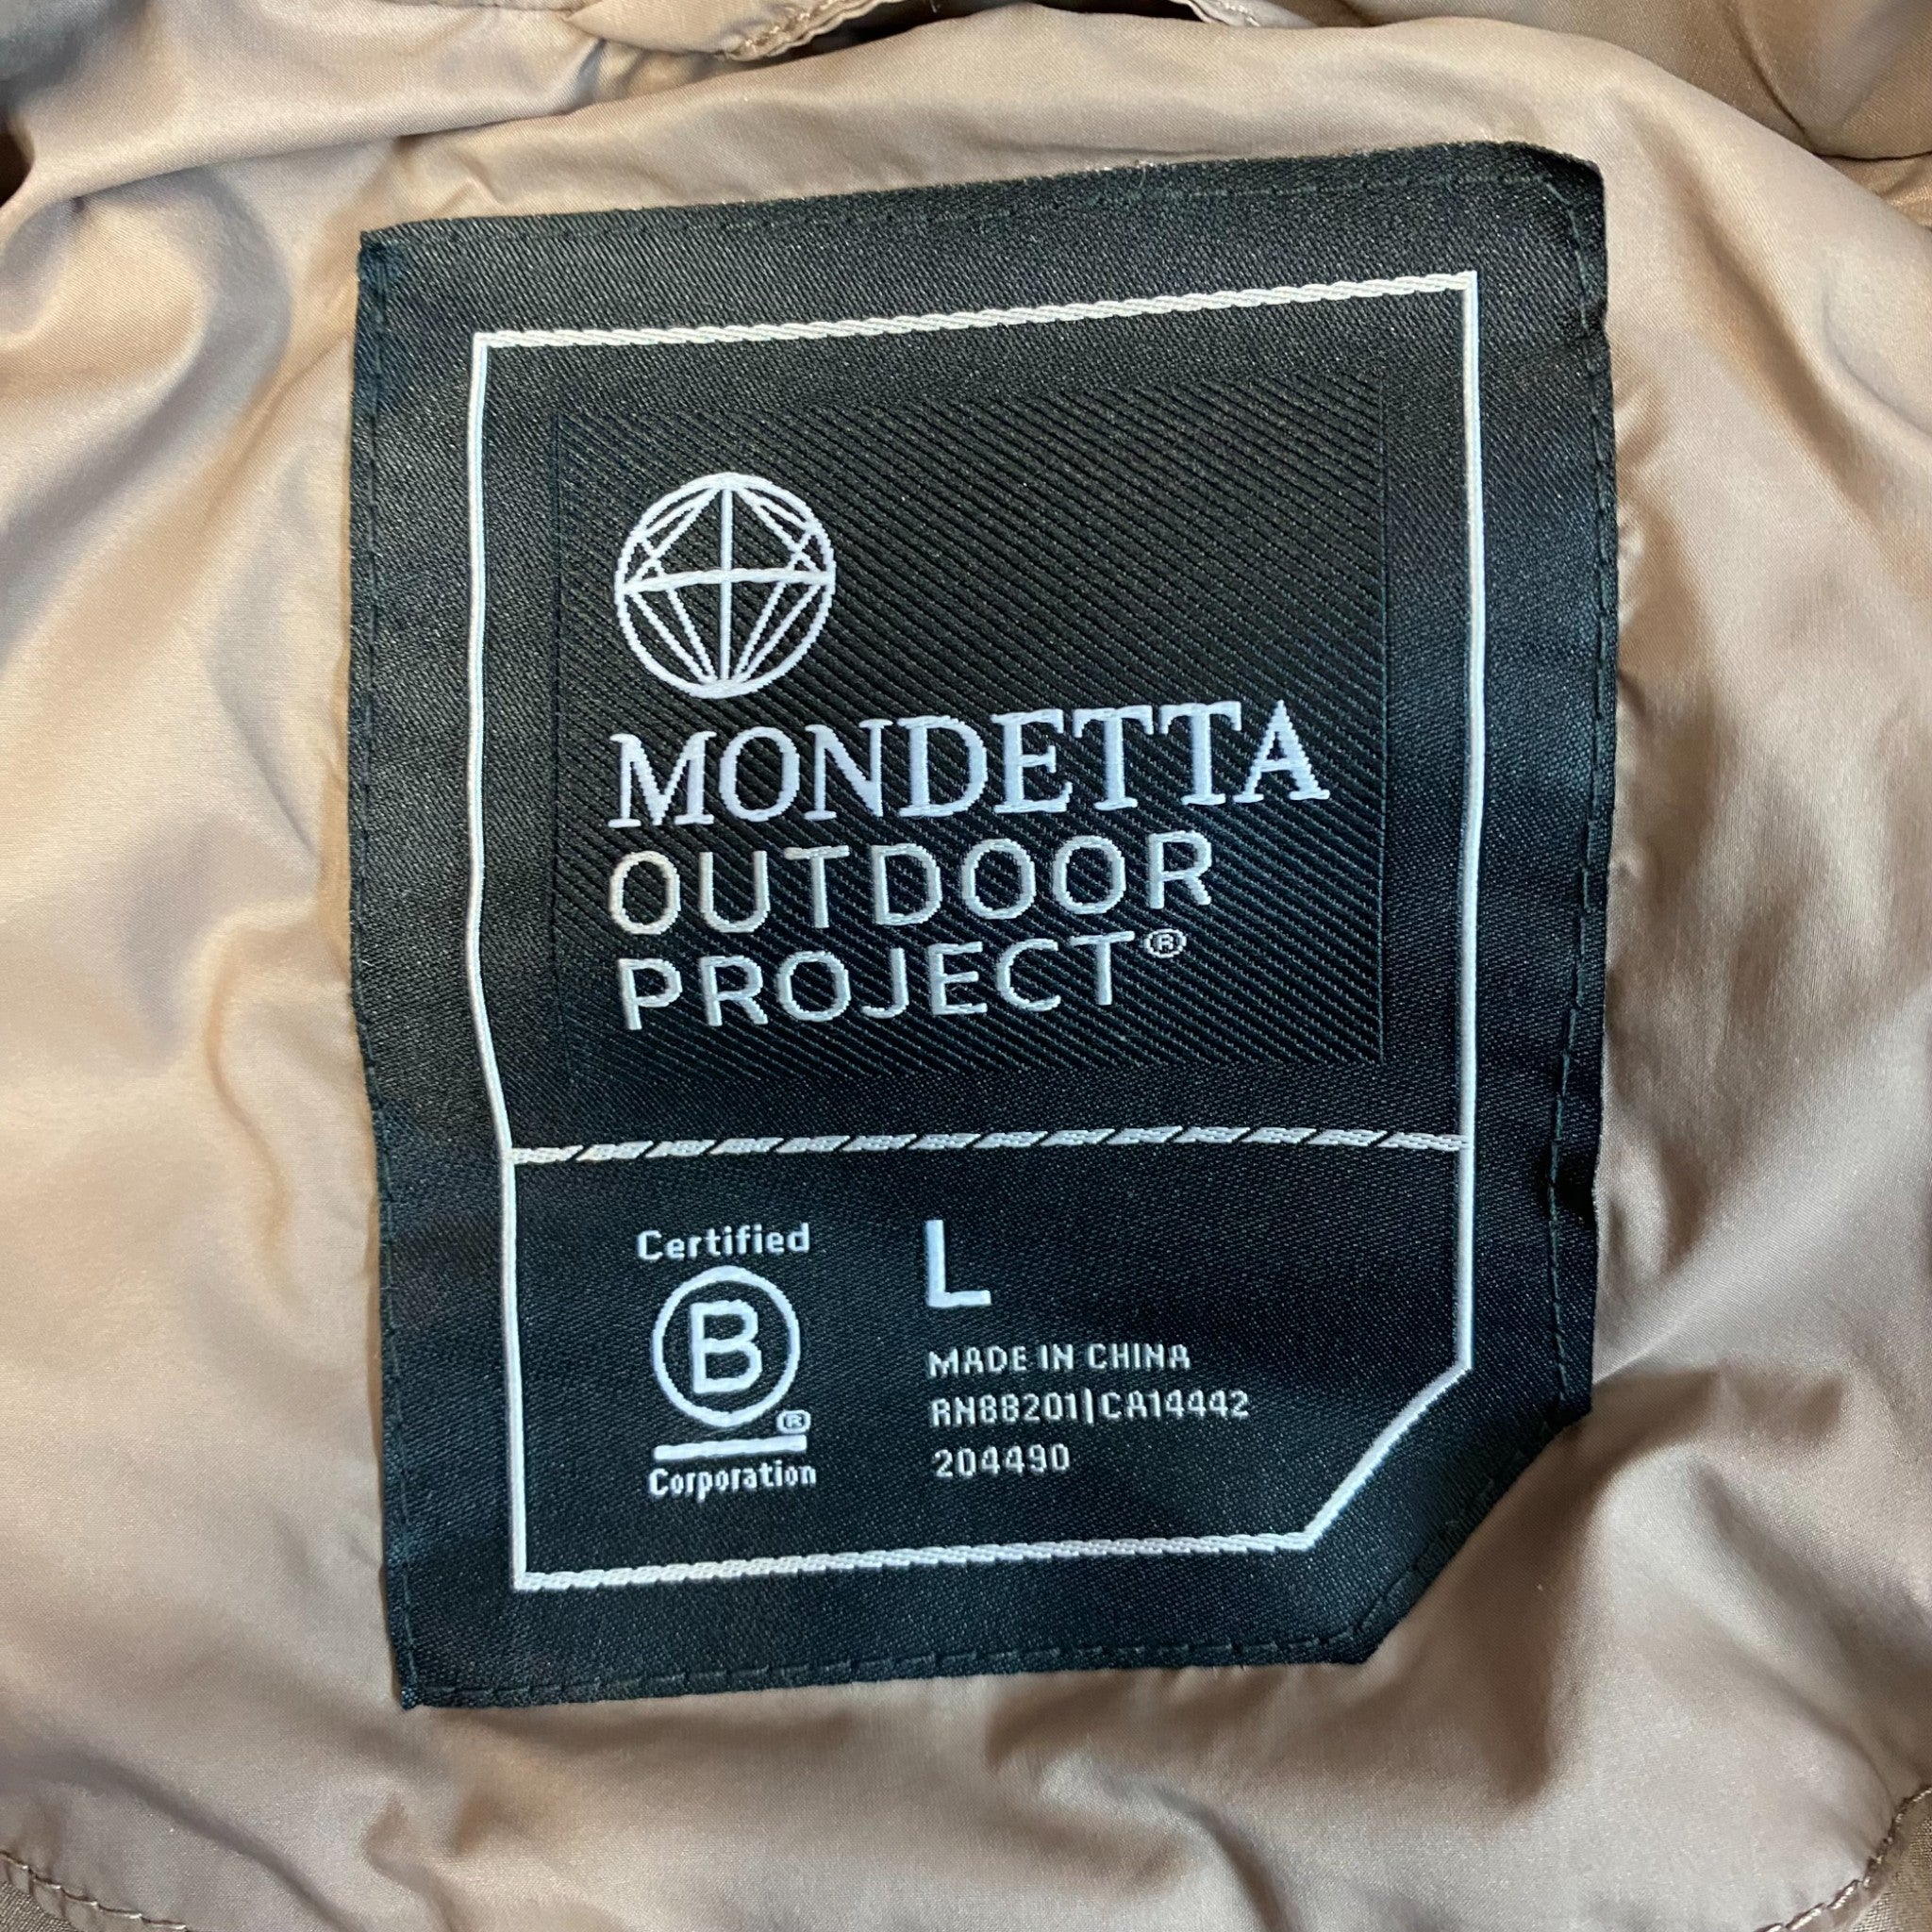 MONDETTA
OUTDOOR
PROJECT®
Certified
B®
Corporation
L
MADE IN CHINA
RN88201|CA14442
204490